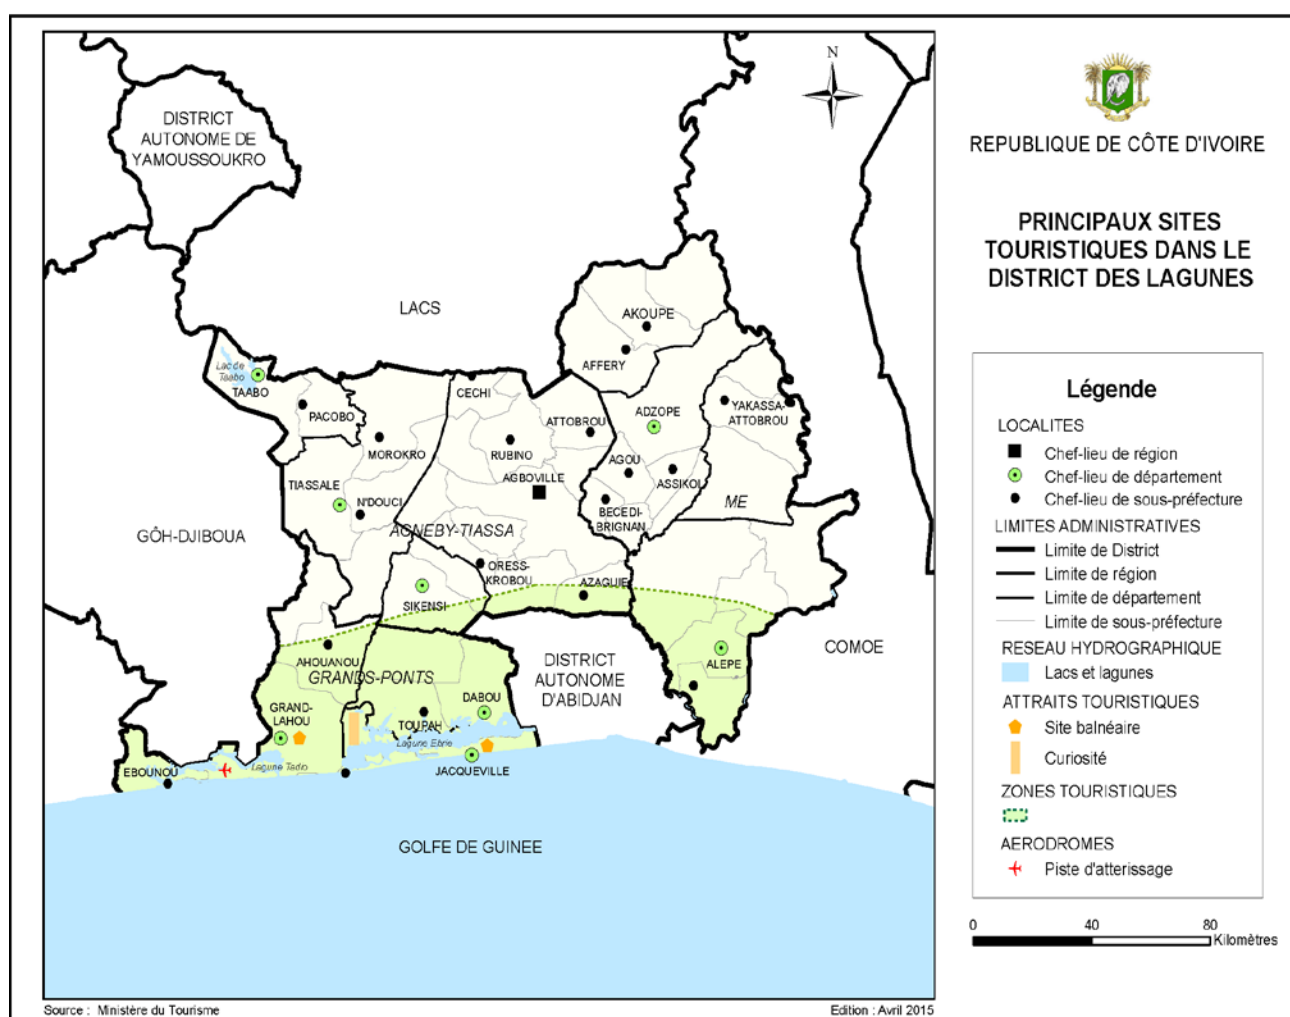 N
DISTRICT
AUTONOME DE
YAMOUSSOUKRO
LACS
AKOUPE
AFFERY
Lac de
Taabo
TAABO
PACOBO
CECHI
ATTOBROU
ADZOPE
YAKASSA-
ATTOBROU
MOROKRO
RUBINO
AGOU
ASSIKOI
TIASSALE
N'DOUCI
AGBOVILLE
BECEDI-
BRIGNAN
ME
AGNEBY-TIASSA
GÔH-DJIBOUA
ORESS-
KROBOU
AZAGUIE
SIKENSI
COMOE
AHOUANOU
GRANDS-PONTS
DISTRICT
AUTONOME
D'ABIDJAN
ALEPE
GRAND-
LAHOU
DABOU
TOUPAH
Lagune Ebrie
Lagune Tadio
EBOUNOU
JACQUEVILLE
GOLFE DE GUINEE
Source : Ministère du Tourisme
Edition : Avril 2015
REPUBLIQUE DE CÔTE D'IVOIRE
PRINCIPAUX SITES
TOURISTIQUES DANS LE
DISTRICT DES LAGUNES
Légende
LOCALITES
Chef-lieu de région
Chef-lieu de département
Chef-lieu de sous-préfecture
LIMITES ADMINISTRATIVES
Limite de District
Limite de région
Limite de département
Limite de sous-préfecture
RESEAU HYDROGRAPHIQUE
Lacs et lagunes
ATTRAITS TOURISTIQUES
Site balnéaire
Curiosité
ZONES TOURISTIQUES
AERODROMES
Piste d'atterissage
0 40 80
Kilomètres